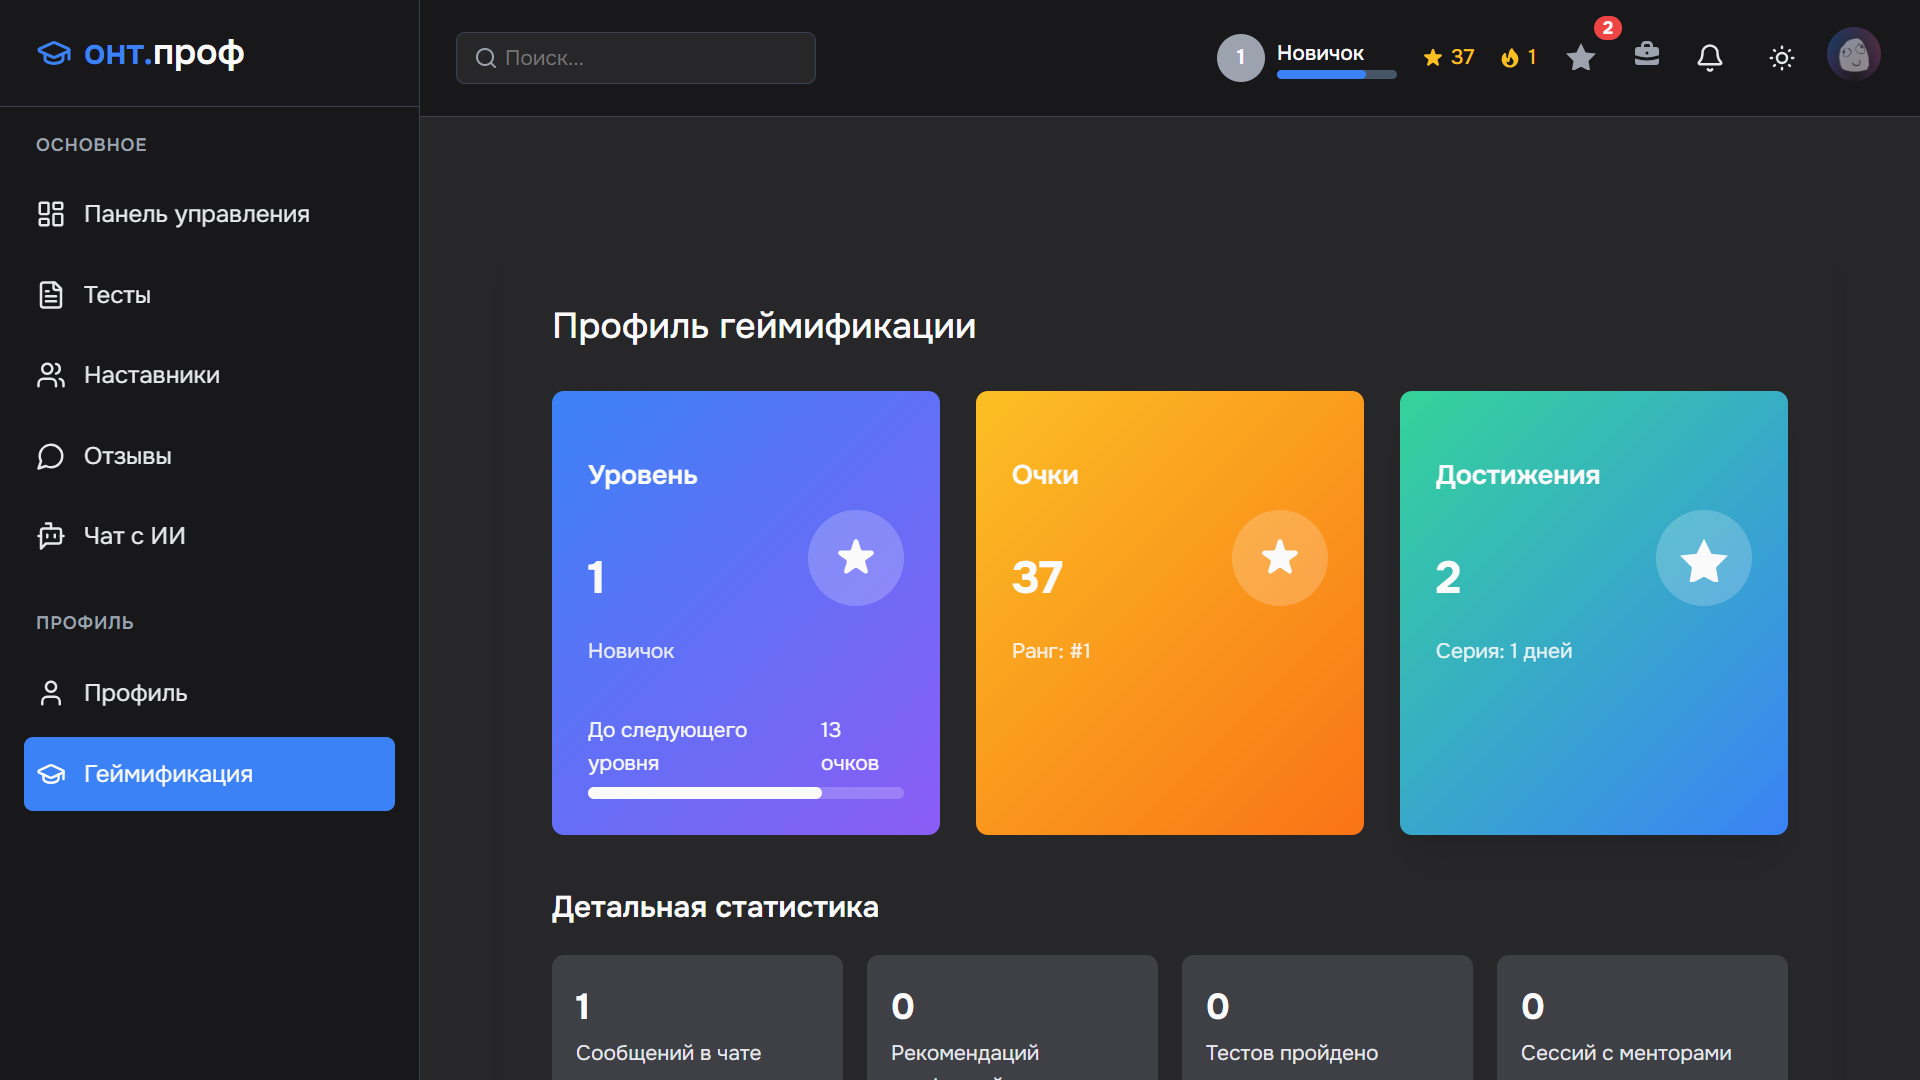 онт.проф
Поиск...
1
Новичок
37
1
2
ОСНОВНОЕ
Панель управления
Тесты
Наставники
Отзывы
Чат с ИИ
ПРОФИЛЬ
Профиль
Геймификация
Профиль геймификации
Уровень
1
Новичок
До следующего уровня
13 очков
Очки
37
Ранг: #1
Достижения
2
Серия: 1 дней
Детальная статистика
1
Сообщений в чате
0
Рекомендаций
0
Тестов пройдено
0
Сессий с менторами